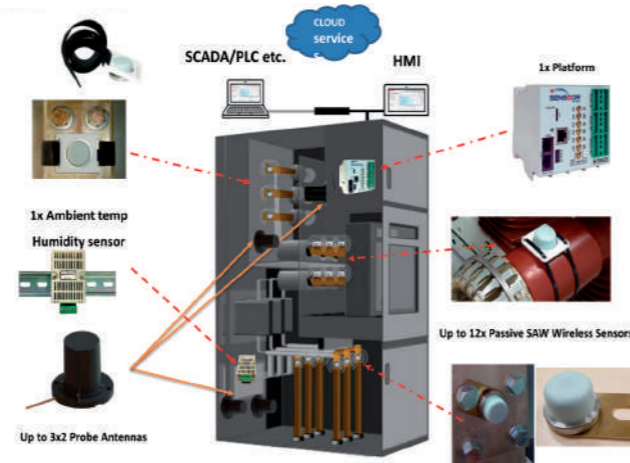 CLOUD
service
s
SCADA/PLC etc.
HMI
1x Platform
SENSeOR
1x Ambient temp
Humidity sensor
Up to 12x Passive SAW Wireless Sensors
Up to 3x2 Probe Antennas